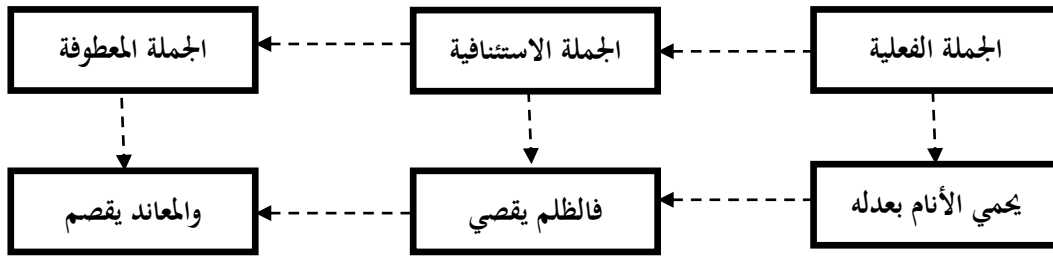 الجملة الفعلية
الجملة الاستئنافية
الجملة المعطوفة
يحمي الأنام بعدله
فالظلم يقصي
والمعاند يقصم